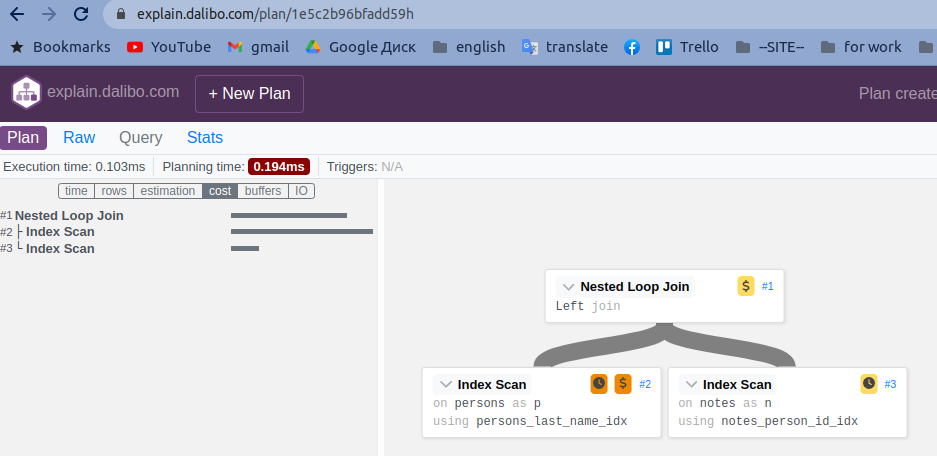 explain.dalibo.com/plan/1e5c2b96bfadd59h
Bookmarks YouTube gmail Google Диск english translate Trello --SITE-- for work
explain.dalibo.com + New Plan Plan create
Plan Raw Query Stats
Execution time: 0.103ms Planning time: 0.194ms Triggers: N/A
time rows estimation cost buffers IO
#1 Nested Loop Join
#2 ├ Index Scan
#3 └ Index Scan
Nested Loop Join $ #1
Left join
Index Scan $ #2
on persons as p
using persons_last_name_idx
Index Scan #3
on notes as n
using notes_person_id_idx